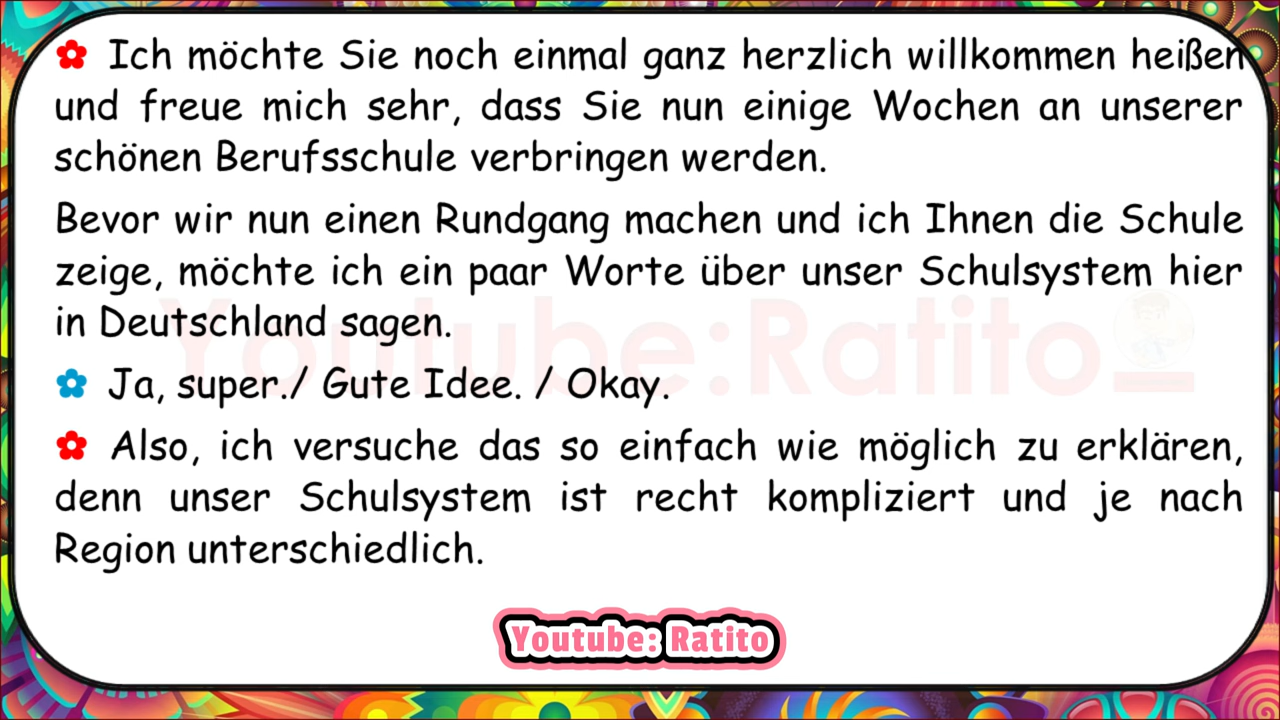 ✿ Ich möchte Sie noch einmal ganz herzlich willkommen heißen
und freue mich sehr, dass Sie nun einige Wochen an unserer
schönen Berufsschule verbringen werden.
Bevor wir nun einen Rundgang machen und ich Ihnen die Schule
zeige, möchte ich ein paar Worte über unser Schulsystem hier
in Deutschland sagen.
Youtube:Ratito
✿ Ja, super./ Gute Idee. / Okay.
✿ Also, ich versuche das so einfach wie möglich zu erklären,
denn unser Schulsystem ist recht kompliziert und je nach
Region unterschiedlich.
Youtube: Ratito